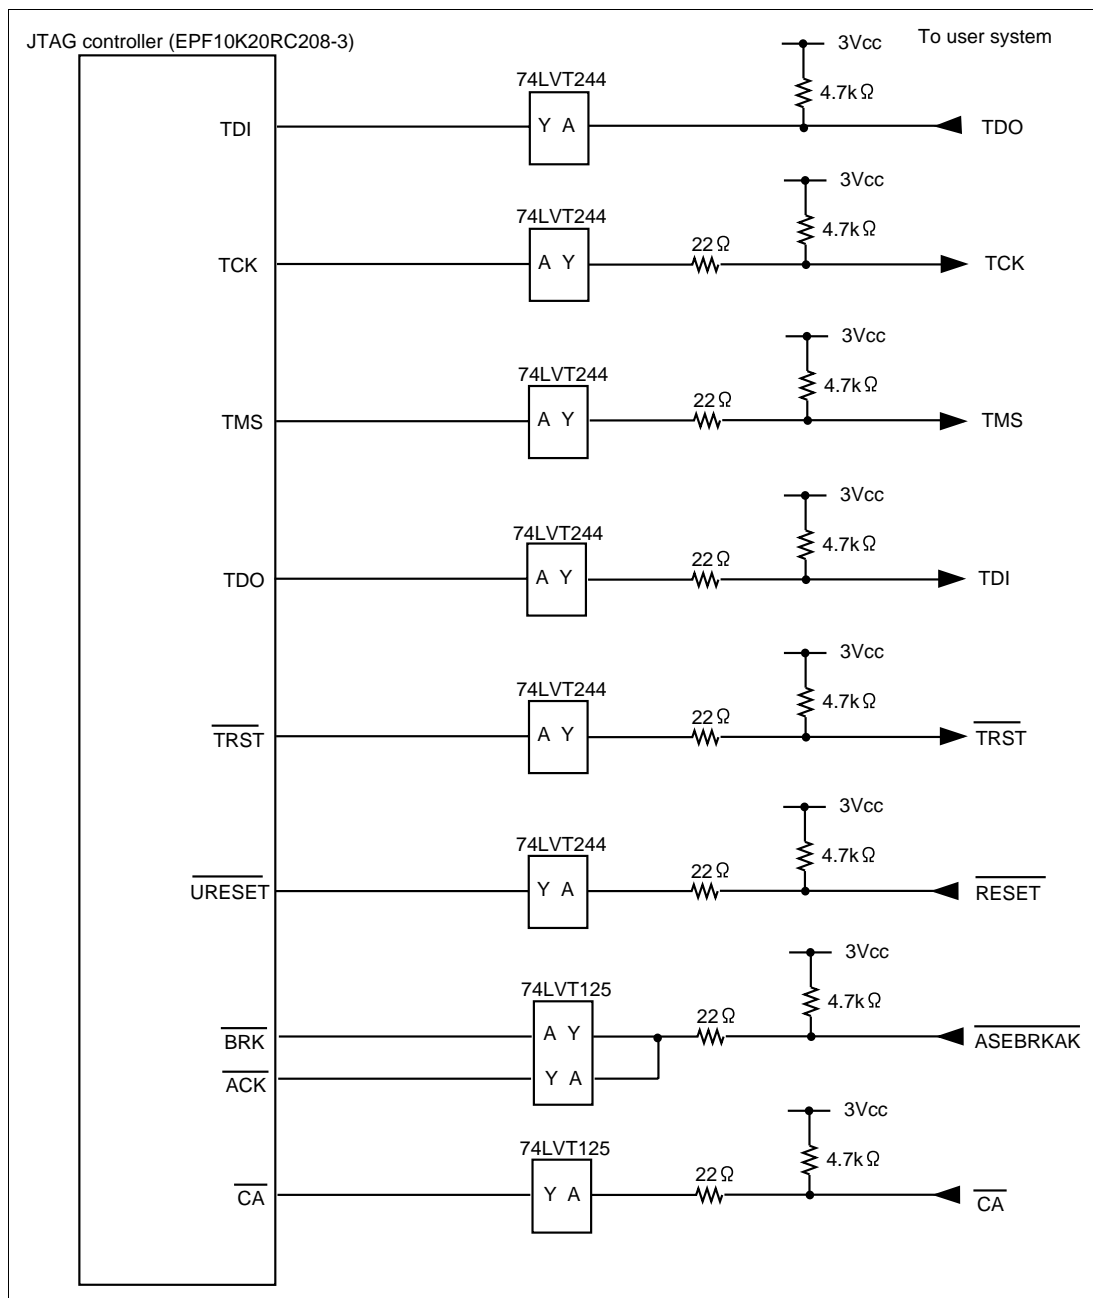 JTAG controller (EPF10K20RC208-3)
To user system
3Vcc
74LVT244
4.7kΩ
TDI
Y A
TDO
3Vcc
74LVT244
4.7kΩ
22Ω
TCK
A Y
TCK
3Vcc
74LVT244
4.7kΩ
22Ω
TMS
A Y
TMS
3Vcc
74LVT244
4.7kΩ
22Ω
TDO
A Y
TDI
3Vcc
74LVT244
4.7kΩ
22Ω
TRST
A Y
TRST
3Vcc
74LVT244
4.7kΩ
22Ω
URESET
Y A
RESET
3Vcc
74LVT125
4.7kΩ
22Ω
BRK
A Y
ASEBRKAK
ACK
Y A
3Vcc
74LVT125
4.7kΩ
22Ω
CA
Y A
CA